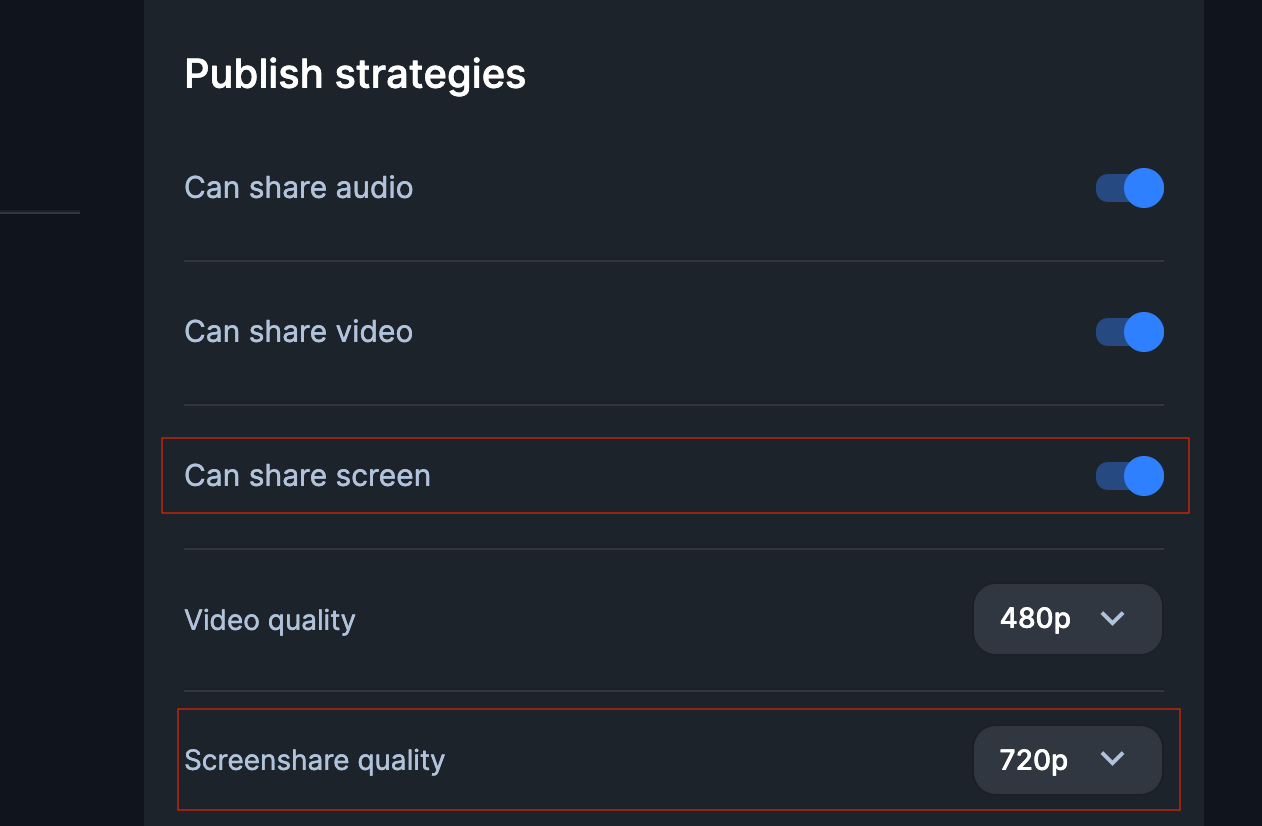 Publish strategies
Can share audio
Can share video
Can share screen
Video quality
480p
Screenshare quality
720p